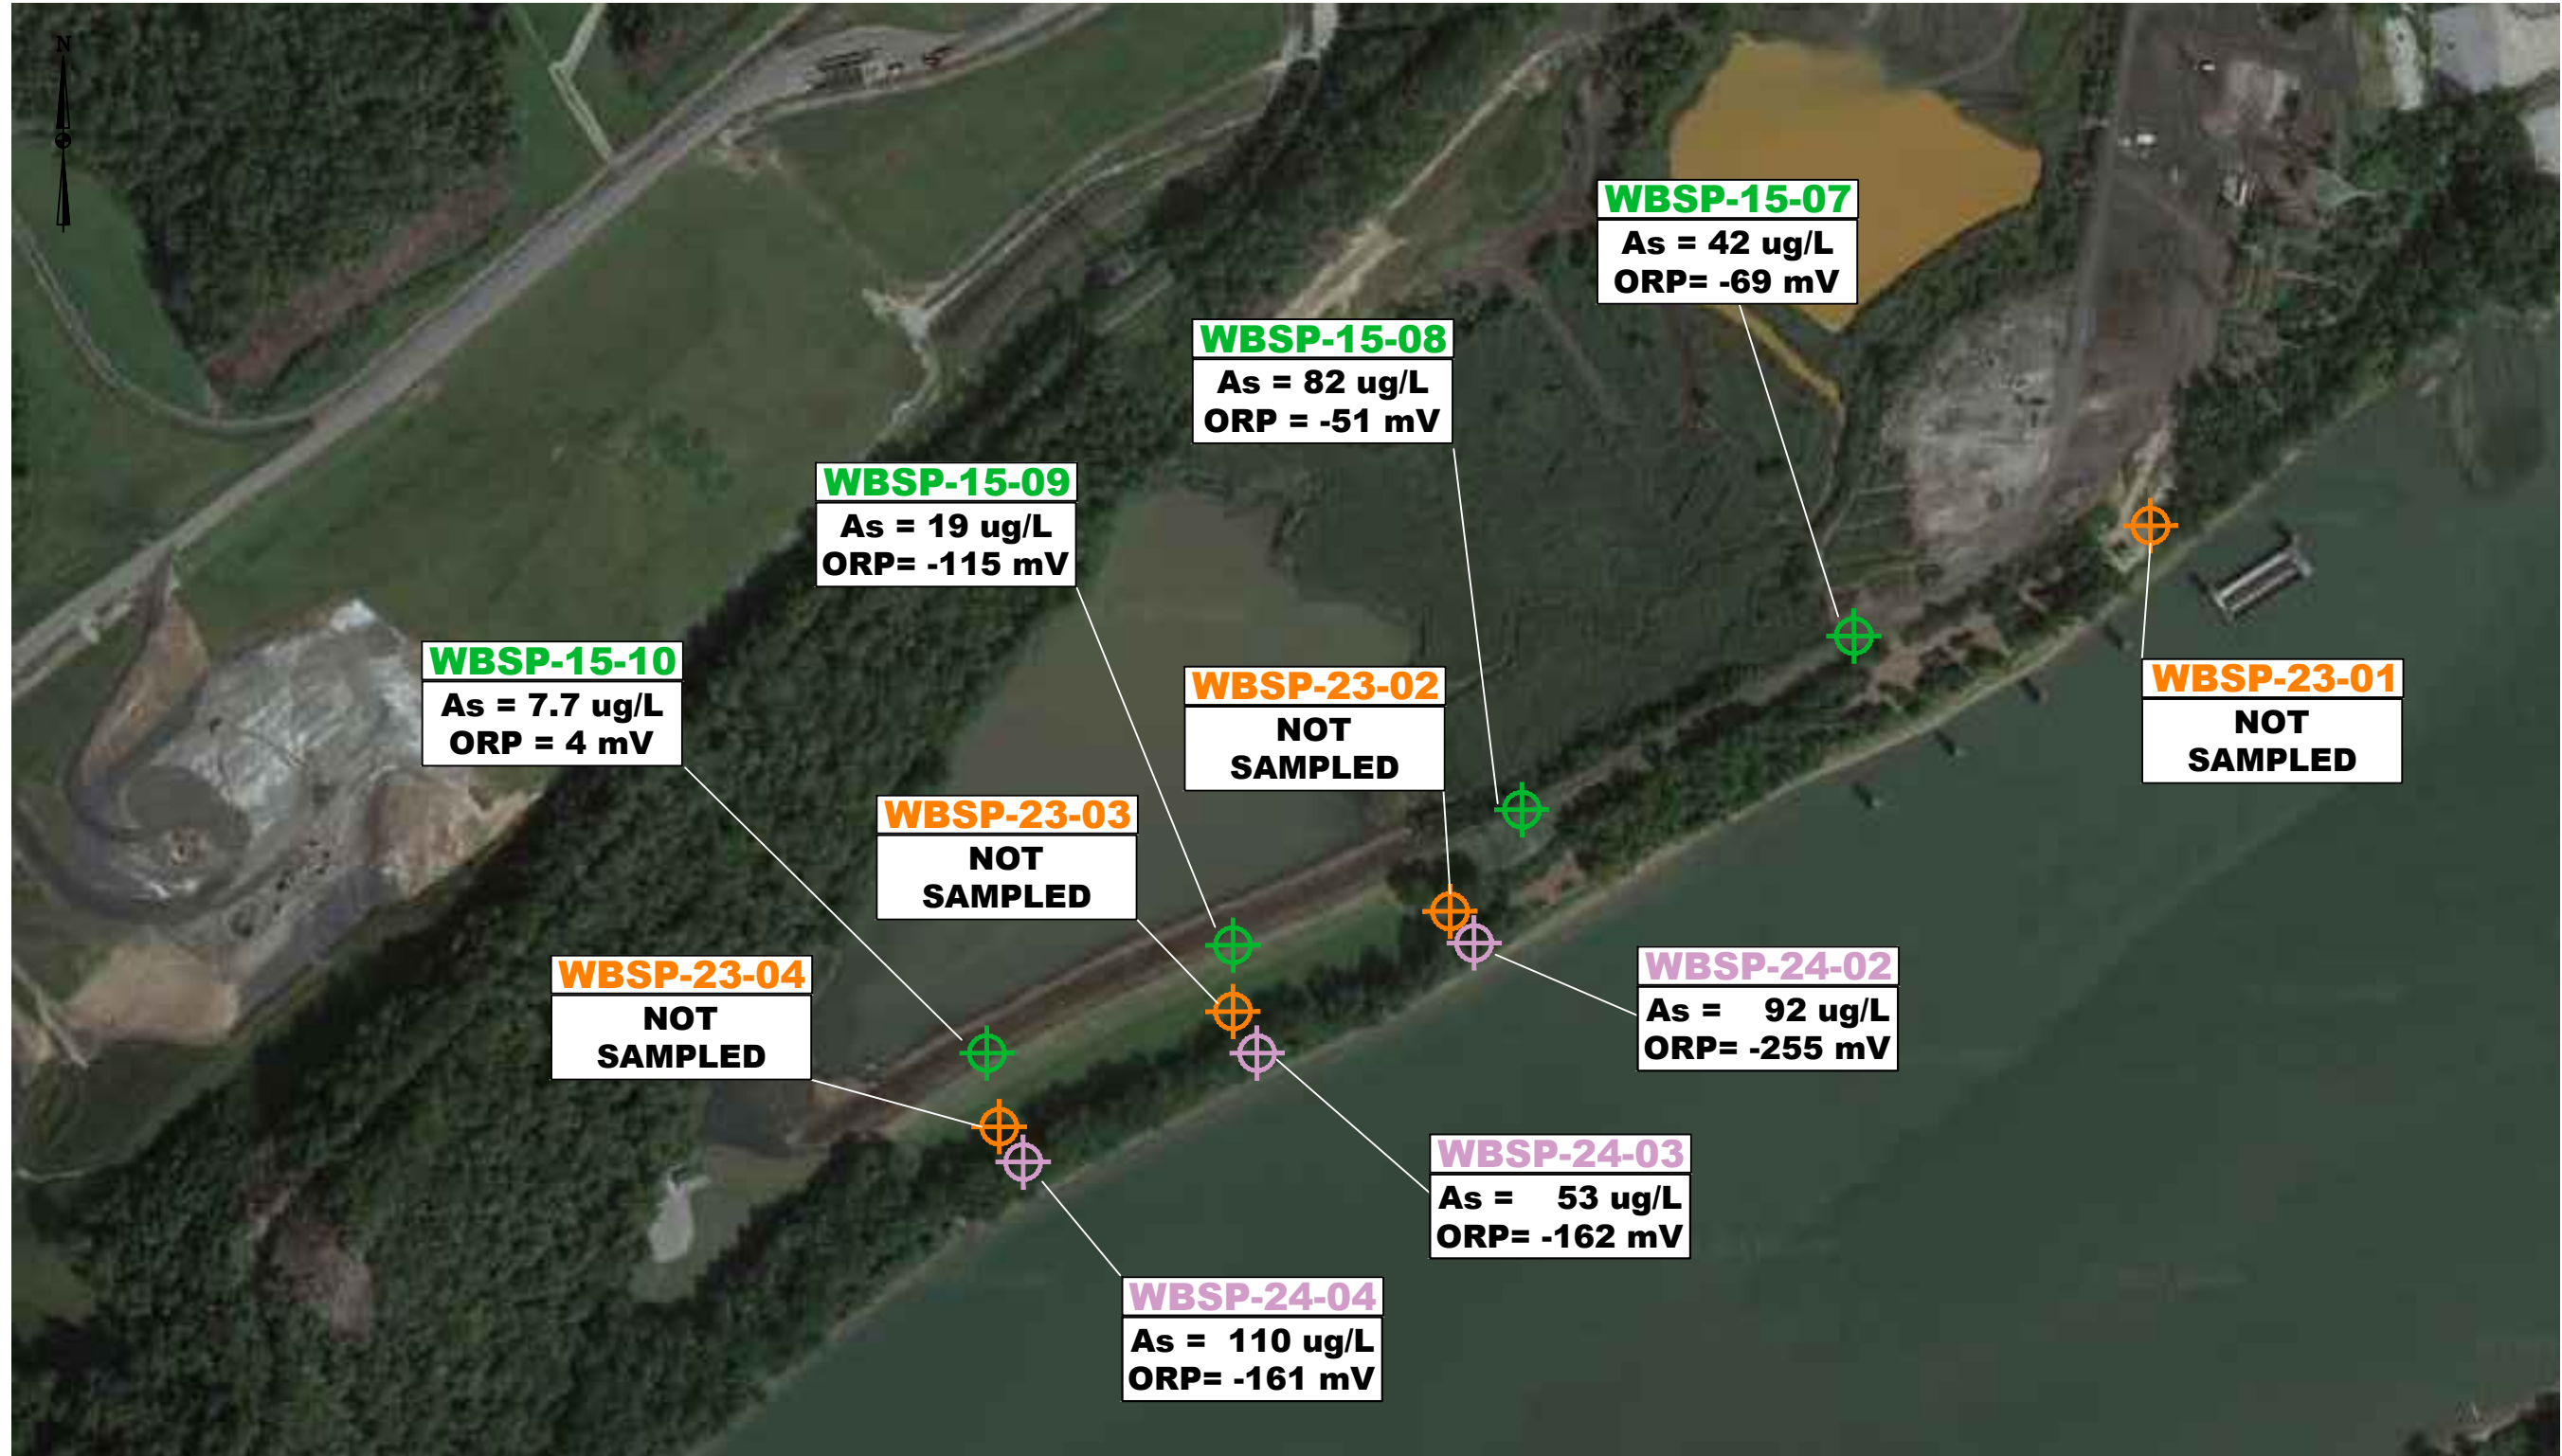 N
WBSP-15-07
As = 42 ug/L
ORP= -69 mV
WBSP-15-08
As = 82 ug/L
ORP = -51 mV
WBSP-15-09
As = 19 ug/L
ORP= -115 mV
WBSP-15-10
As = 7.7 ug/L
ORP = 4 mV
WBSP-23-02
NOT
SAMPLED
WBSP-23-01
NOT
SAMPLED
WBSP-23-03
NOT
SAMPLED
WBSP-23-04
NOT
SAMPLED
WBSP-24-02
As = 92 ug/L
ORP= -255 mV
WBSP-24-03
As = 53 ug/L
ORP= -162 mV
WBSP-24-04
As = 110 ug/L
ORP= -161 mV